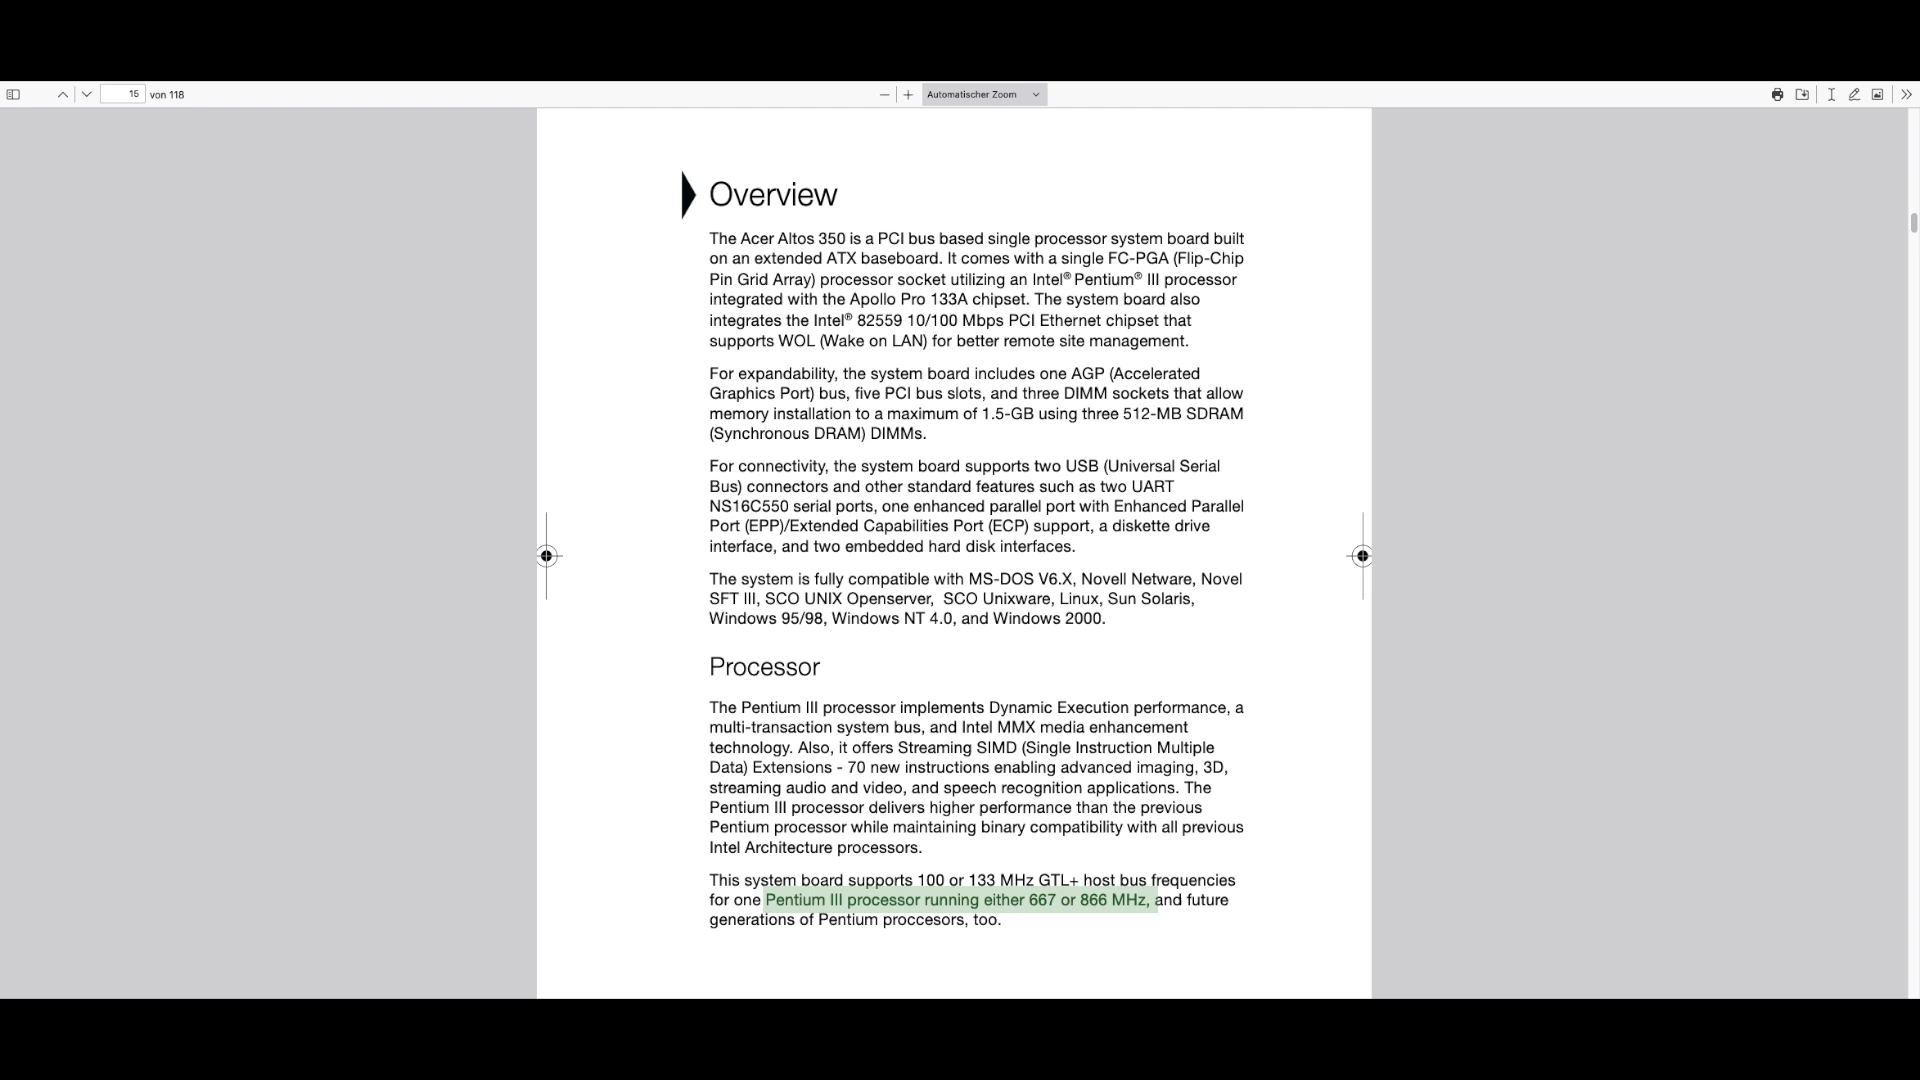 15 von 118 Automatischer Zoom
Overview
The Acer Altos 350 is a PCI bus based single processor system board built
on an extended ATX baseboard. It comes with a single FC-PGA (Flip-Chip
Pin Grid Array) processor socket utilizing an Intel® Pentium® III processor
integrated with the Apollo Pro 133A chipset. The system board also
integrates the Intel® 82559 10/100 Mbps PCI Ethernet chipset that
supports WOL (Wake on LAN) for better remote site management.
For expandability, the system board includes one AGP (Accelerated
Graphics Port) bus, five PCI bus slots, and three DIMM sockets that allow
memory installation to a maximum of 1.5-GB using three 512-MB SDRAM
(Synchronous DRAM) DIMMs.
For connectivity, the system board supports two USB (Universal Serial
Bus) connectors and other standard features such as two UART
NS16C550 serial ports, one enhanced parallel port with Enhanced Parallel
Port (EPP)/Extended Capabilities Port (ECP) support, a diskette drive
interface, and two embedded hard disk interfaces.
The system is fully compatible with MS-DOS V6.X, Novell Netware, Novel
SFT III, SCO UNIX Openserver,  SCO Unixware, Linux, Sun Solaris,
Windows 95/98, Windows NT 4.0, and Windows 2000.
Processor
The Pentium III processor implements Dynamic Execution performance, a
multi-transaction system bus, and Intel MMX media enhancement
technology. Also, it offers Streaming SIMD (Single Instruction Multiple
Data) Extensions - 70 new instructions enabling advanced imaging, 3D,
streaming audio and video, and speech recognition applications. The
Pentium III processor delivers higher performance than the previous
Pentium processor while maintaining binary compatibility with all previous
Intel Architecture processors.
This system board supports 100 or 133 MHz GTL+ host bus frequencies
for one Pentium III processor running either 667 or 866 MHz, and future
generations of Pentium proccesors, too.